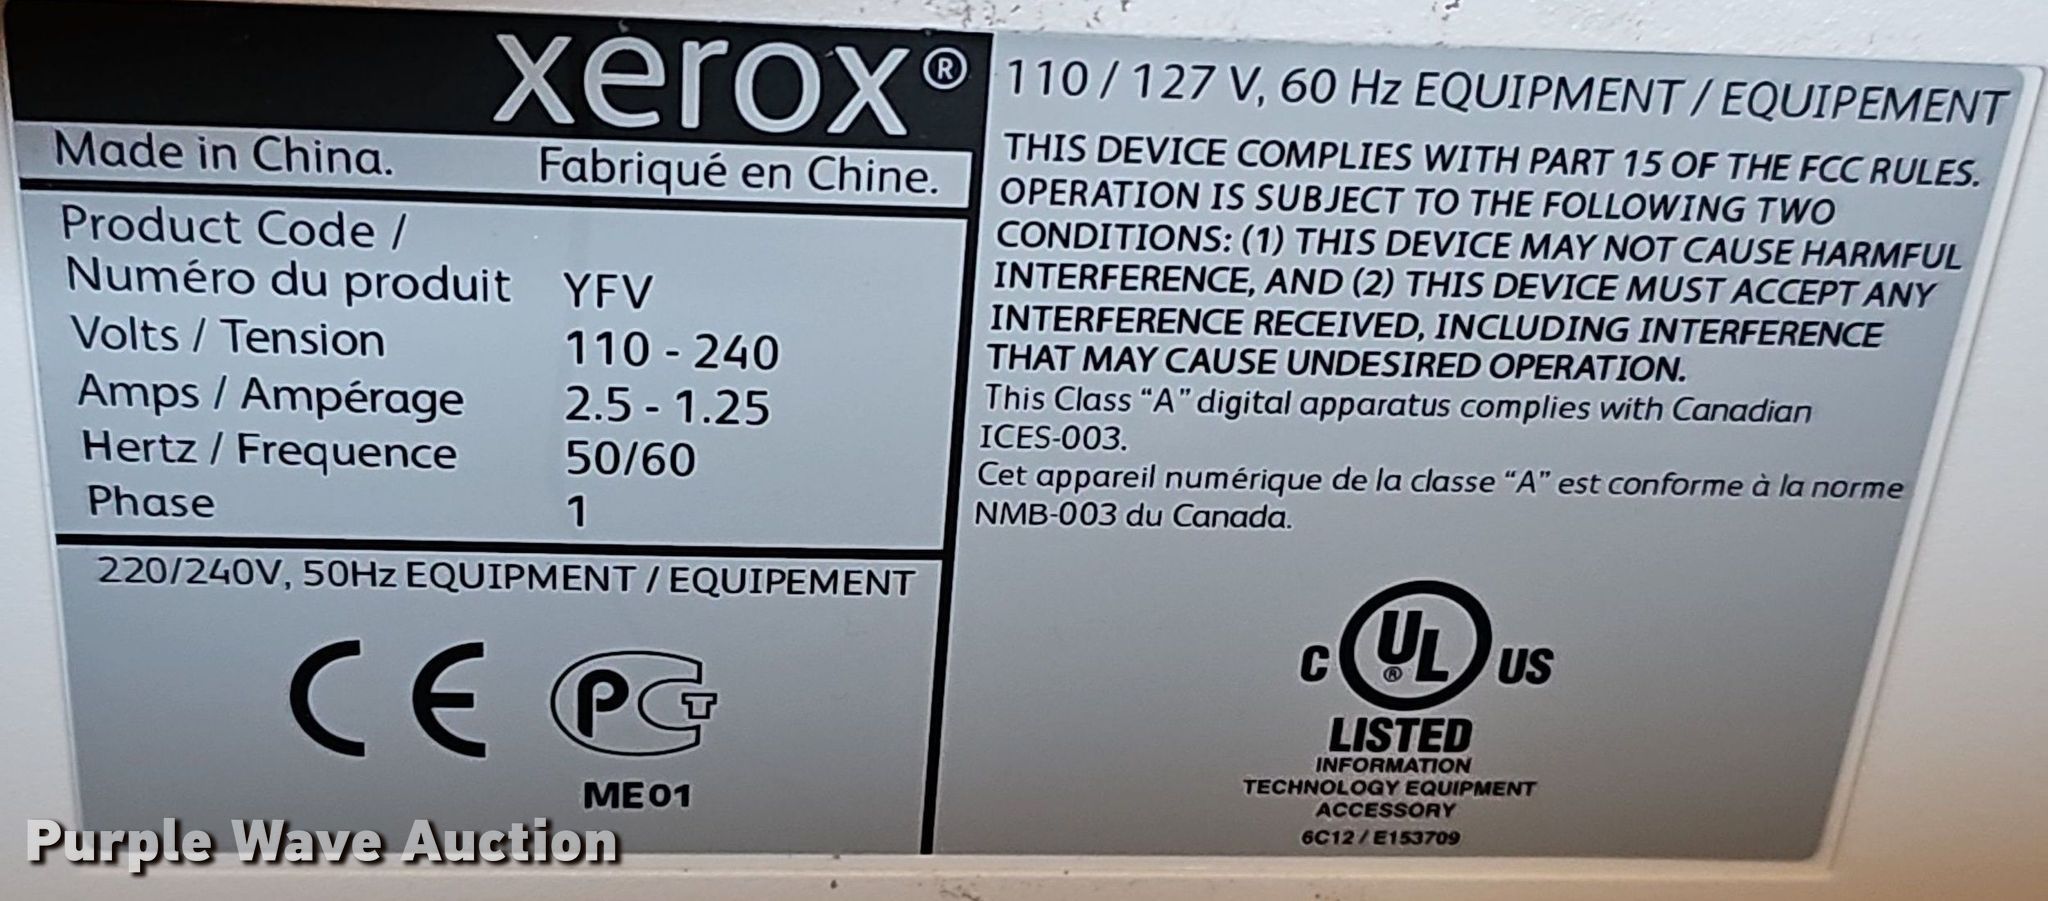 xerox®
Made in China. Fabriqué en Chine.
Product Code /
Numéro du produit YFV
Volts / Tension 110 - 240
Amps / Ampérage 2.5 - 1.25
Hertz / Frequence 50/60
Phase 1
220/240V, 50Hz EQUIPMENT / EQUIPEMENT
CE PCT
ME01
110 / 127 V, 60 Hz EQUIPMENT / EQUIPEMENT
THIS DEVICE COMPLIES WITH PART 15 OF THE FCC RULES.
OPERATION IS SUBJECT TO THE FOLLOWING TWO
CONDITIONS: (1) THIS DEVICE MAY NOT CAUSE HARMFUL
INTERFERENCE, AND (2) THIS DEVICE MUST ACCEPT ANY
INTERFERENCE RECEIVED, INCLUDING INTERFERENCE
THAT MAY CAUSE UNDESIRED OPERATION.
This Class “A” digital apparatus complies with Canadian
ICES-003.
Cet appareil numérique de la classe “A” est conforme à la norme
NMB-003 du Canada.
C UL® US
LISTED
INFORMATION
TECHNOLOGY EQUIPMENT
ACCESSORY
6C12 / E153709
Purple Wave Auction